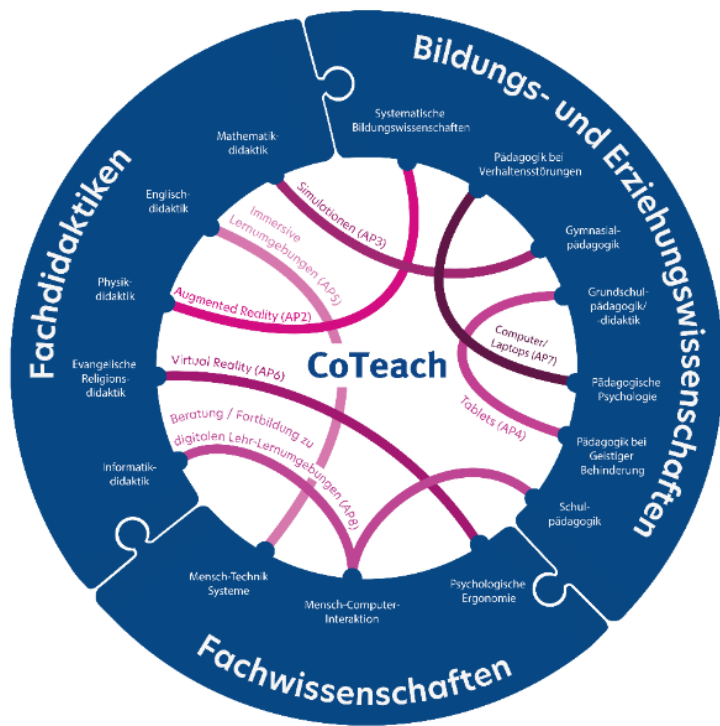 Bildungs- und Erziehungswissenschaften
Fachdidaktiken
Fachwissenschaften
Systematische
Bildungswissenschaften
Pädagogik bei
Verhaltensstörungen
Gymnasial-
pädagogik
Grundschul-
pädagogik/
-didaktik
Pädagogische
Psychologie
Pädagogik bei
Geistiger
Behinderung
Schul-
pädagogik
Psychologische
Ergonomie
Mensch-Computer-
Interaktion
Mensch-Technik
Systeme
Informatik-
didaktik
Evangelische
Religions-
didaktik
Physik-
didaktik
Englisch-
didaktik
Mathematik-
didaktik
Simulationen (AP3)
Immersive
Lernumgebungen (AP5)
Augmented Reality (AP2)
Virtual Reality (AP6)
Beratung / Fortbildung zu
digitalen Lehr-Lernumgebungen (AP8)
Computer/
Laptops (AP7)
Tablets (AP4)
CoTeach